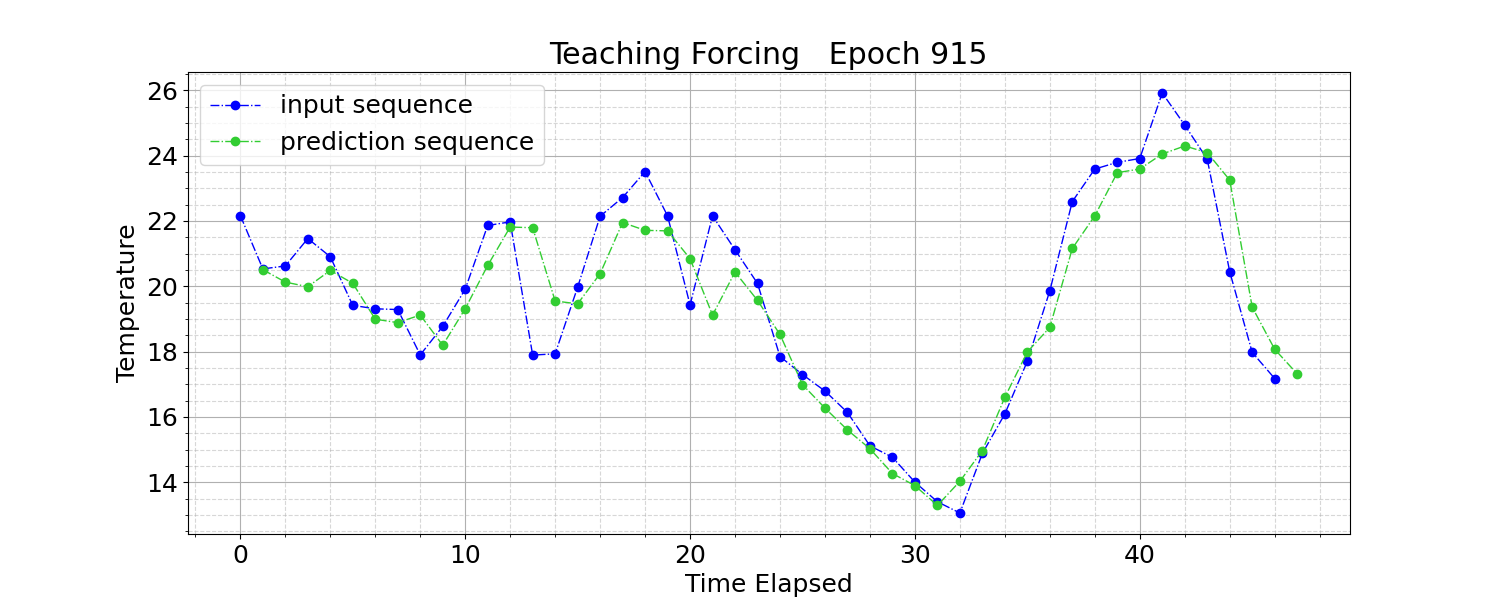 Teaching Forcing   Epoch 915
input sequence
prediction sequence
Temperature
26
24
22
20
18
16
14
0 10 20 30 40
Time Elapsed